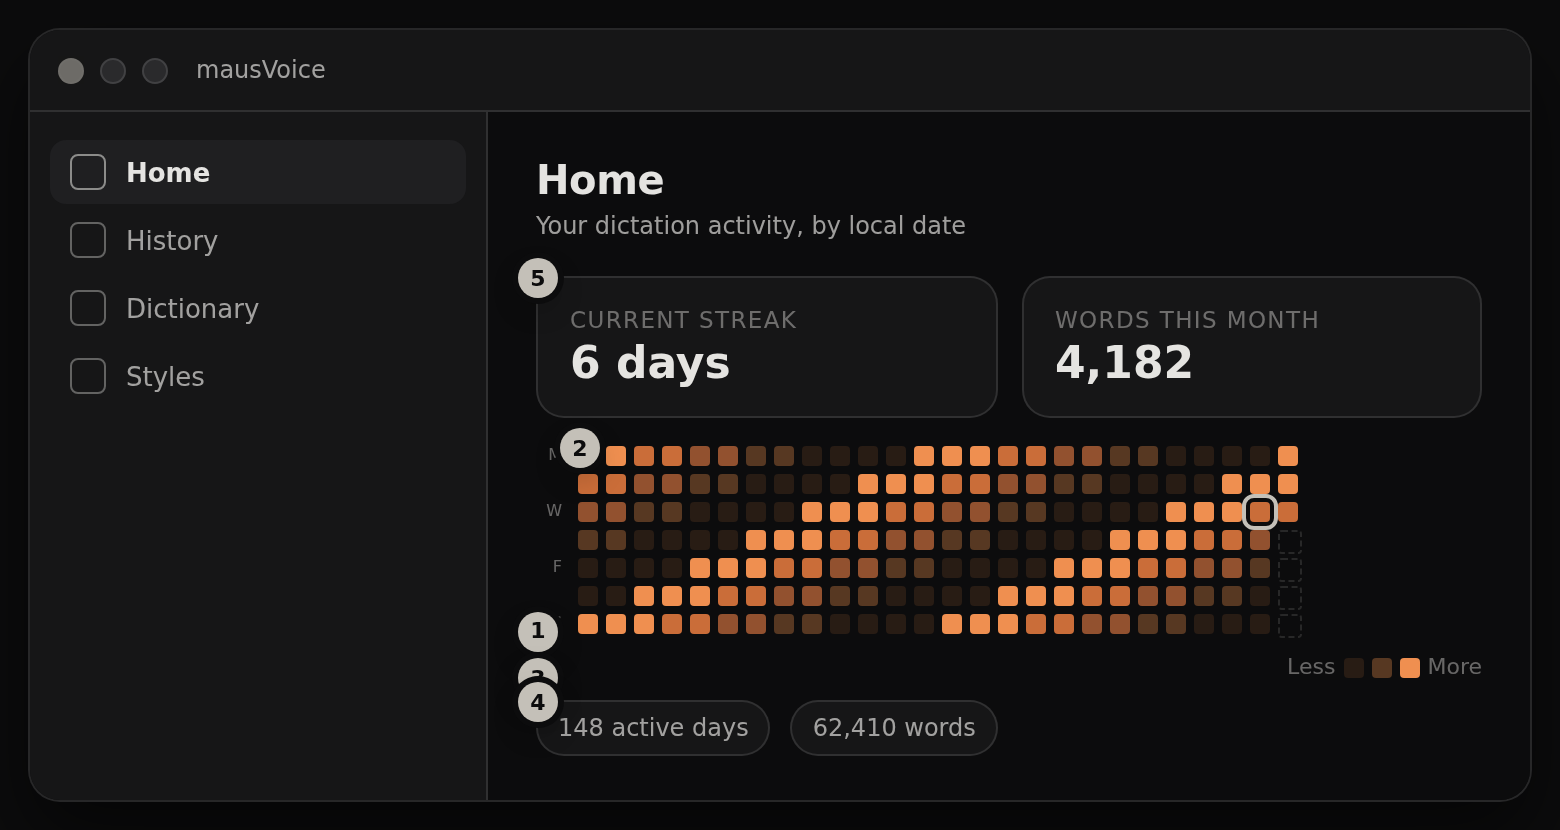 mausVoice
Home
History
Dictionary
Styles
Home
Your dictation activity, by local date
5
CURRENT STREAK
6 days
WORDS THIS MONTH
4,182
2
W
F
1
Less
More
4
148 active days
62,410 words